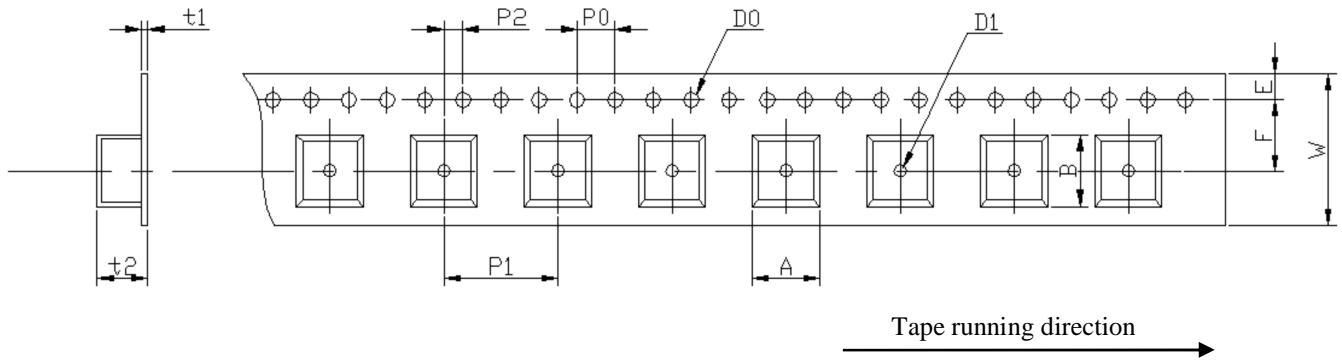 t1
P2
P0
D0
D1
E
F
W
B
t2
P1
A
Tape running direction